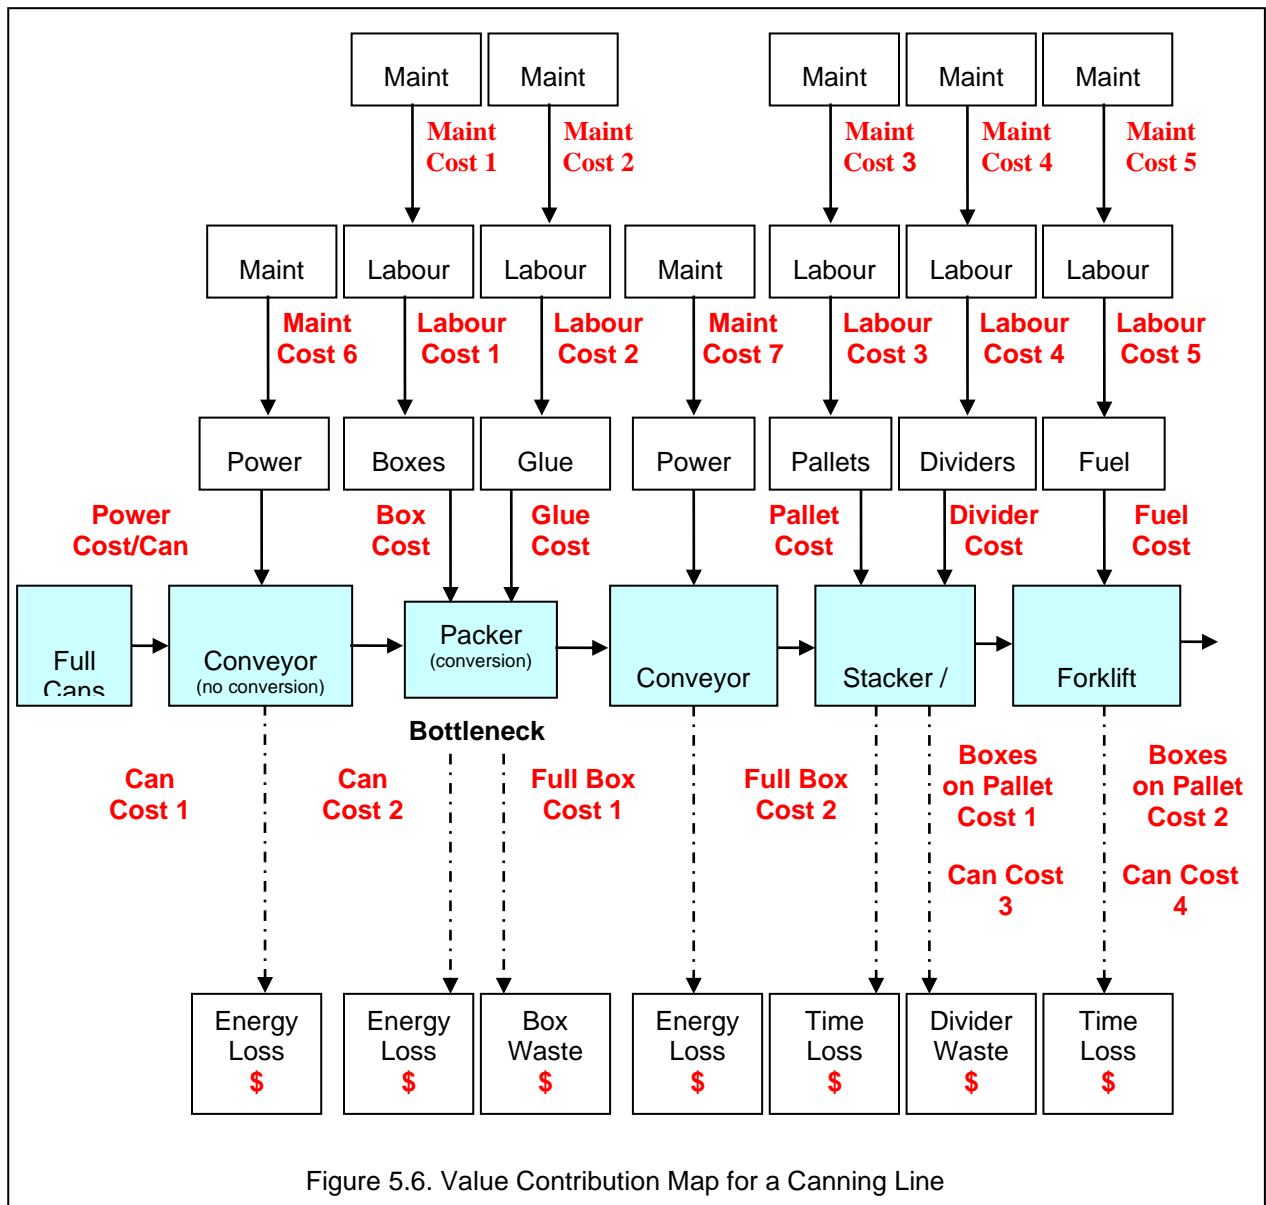 Maint
Maint
Maint
Maint
Maint
Maint
Cost 1
Maint
Cost 2
Maint
Cost 3
Maint
Cost 4
Maint
Cost 5
Maint
Labour
Labour
Maint
Labour
Labour
Labour
Maint
Cost 6
Labour
Cost 1
Labour
Cost 2
Maint
Cost 7
Labour
Cost 3
Labour
Cost 4
Labour
Cost 5
Power
Boxes
Glue
Power
Pallets
Dividers
Fuel
Power
Cost/Can
Box
Cost
Glue
Cost
Pallet
Cost
Divider
Cost
Fuel
Cost
Full
Cans
Conveyor
(no conversion)
Packer
(conversion)
Conveyor
Stacker /
Forklift
Bottleneck
Can
Cost 1
Can
Cost 2
Full Box
Cost 1
Full Box
Cost 2
Boxes
on Pallet
Cost 1
Can Cost
3
Boxes
on Pallet
Cost 2
Can Cost
4
Energy
Loss
$
Energy
Loss
$
Box
Waste
$
Energy
Loss
$
Time
Loss
$
Divider
Waste
$
Time
Loss
$
Figure 5.6. Value Contribution Map for a Canning Line